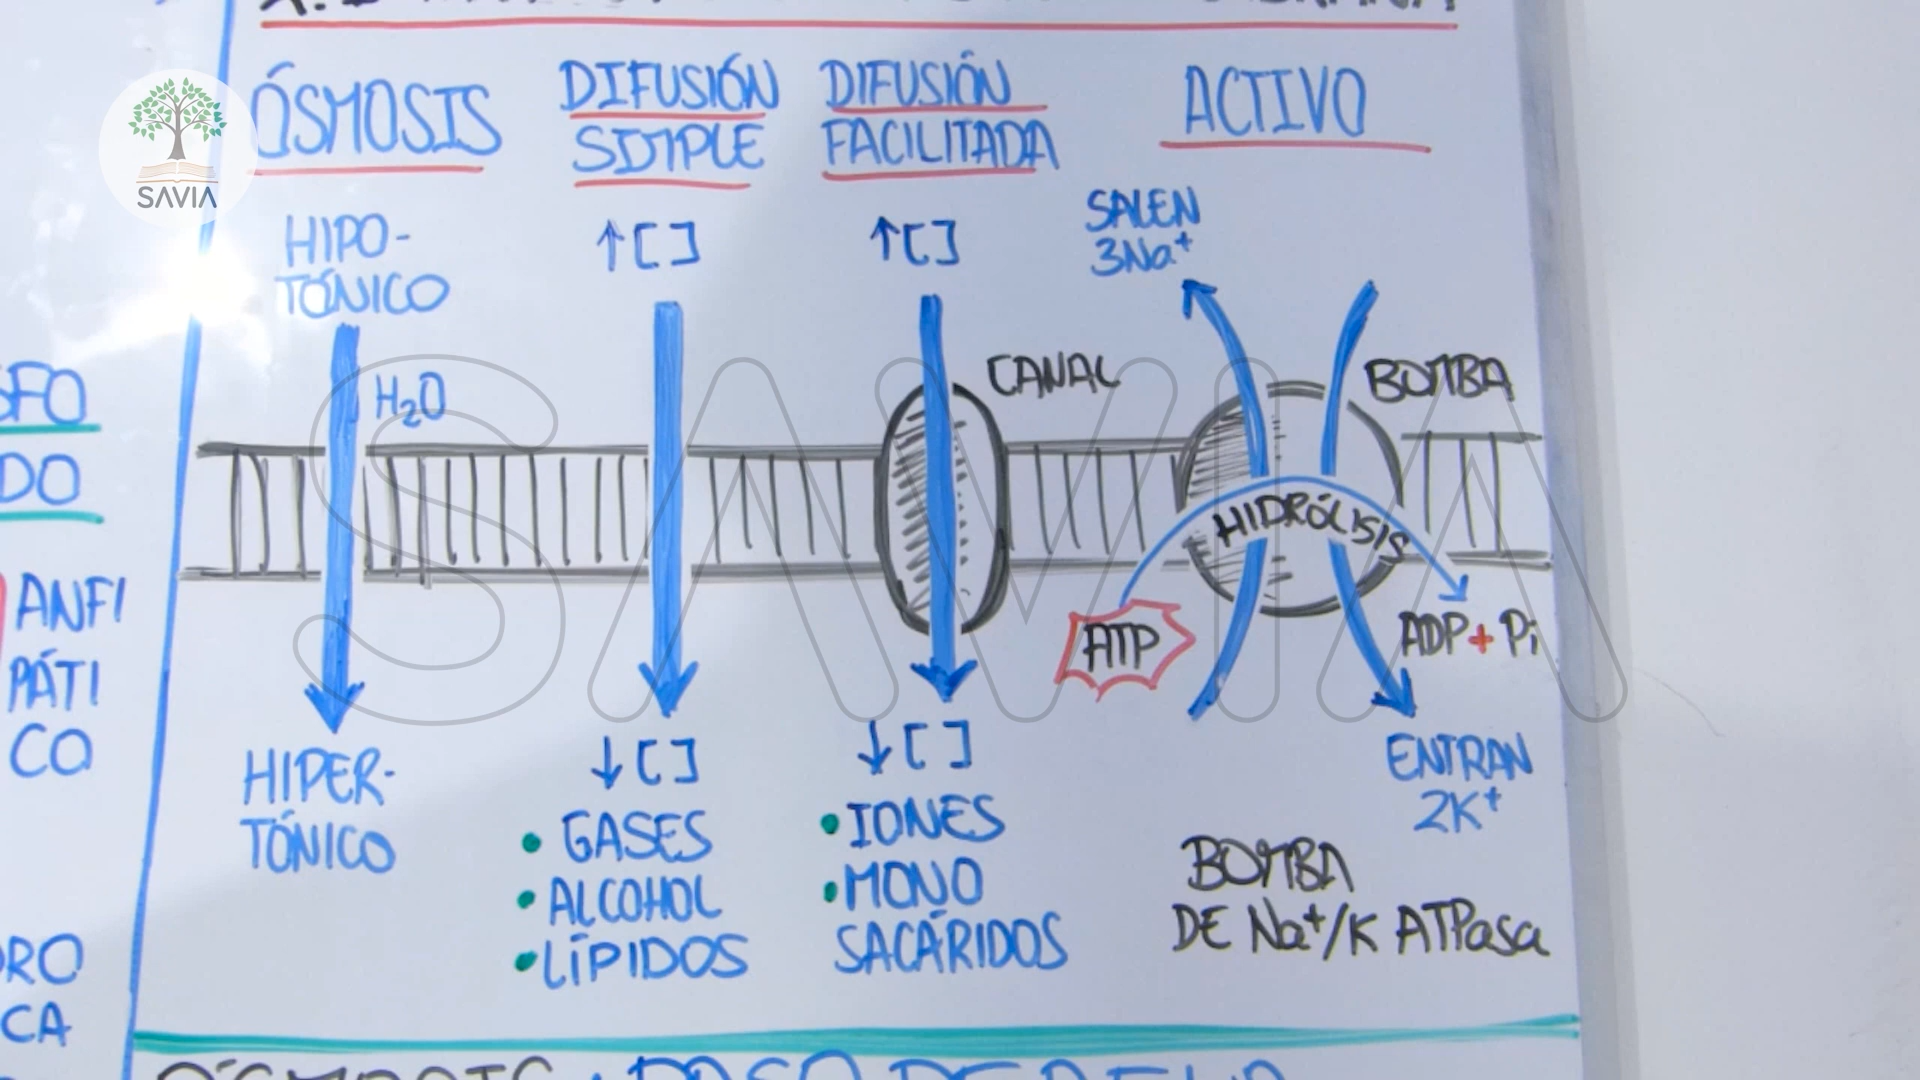 ÓSMOSIS
HIPO-
TÓNICO
H₂O
HIPER-
TÓNICO
DIFUSIÓN
SIMPLE
↑[ ]
↓[ ]
• GASES
• ALCOHOL
• LÍPIDOS
DIFUSIÓN
FACILITADA
↑[ ]
CANAL
↓[ ]
• IONES
• MONO
SACÁRIDOS
ACTIVO
SALEN
3Na⁺
BOMBA
HIDRÓLISIS
ATP
ADP + Pi
ENTRAN
2K⁺
BOMBA
DE Na⁺/K ATPasa
SFO
DO
ANFI
PÁTI
CO
RO
CA
SAVIA
SAVIA